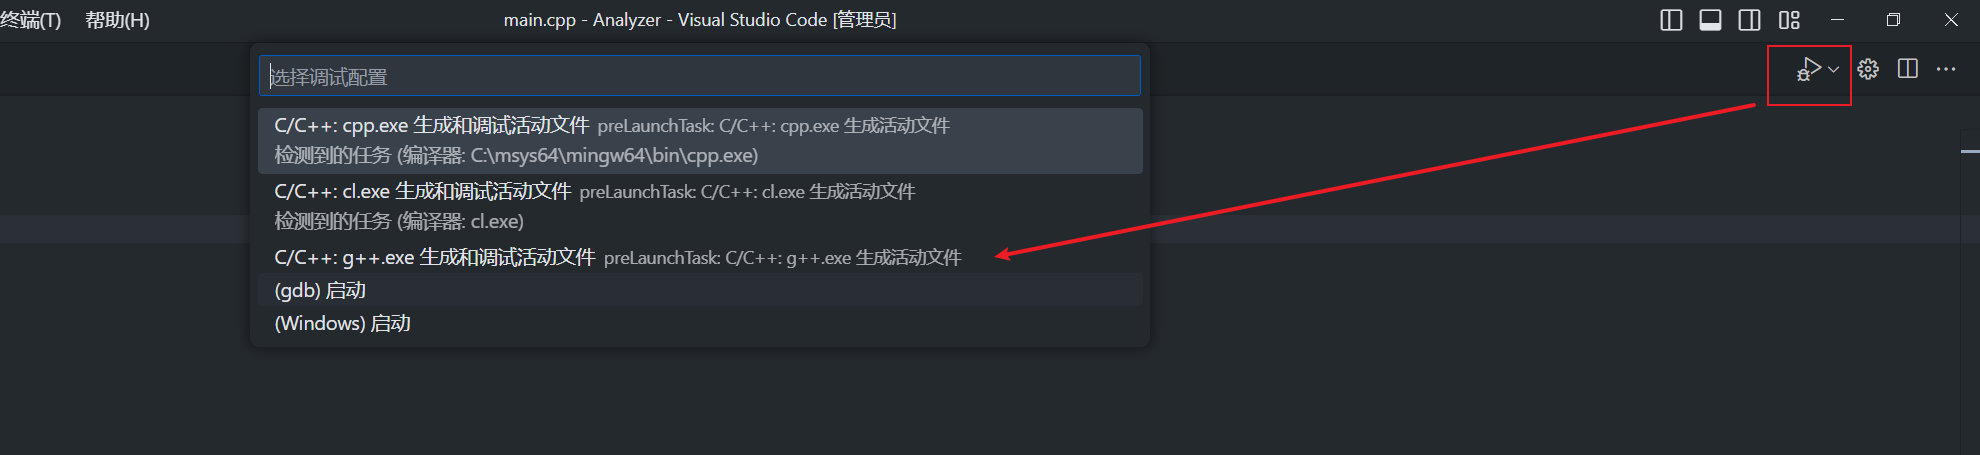 终端(T) 帮助(H) main.cpp - Analyzer - Visual Studio Code [管理员]
选择调试配置
C/C++: cpp.exe 生成和调试活动文件 preLaunchTask: C/C++: cpp.exe 生成活动文件
检测到的任务 (编译器: C:\msys64\mingw64\bin\cpp.exe)
C/C++: cl.exe 生成和调试活动文件 preLaunchTask: C/C++: cl.exe 生成活动文件
检测到的任务 (编译器: cl.exe)
C/C++: g++.exe 生成和调试活动文件 preLaunchTask: C/C++: g++.exe 生成活动文件
(gdb) 启动
(Windows) 启动